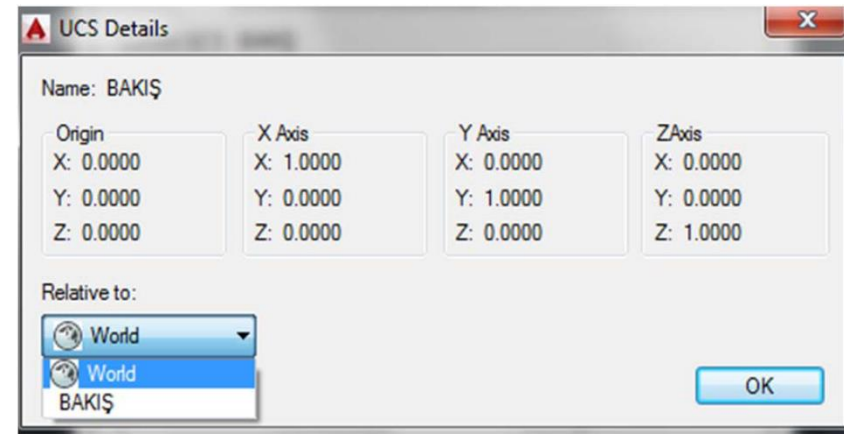 UCS Details
Name: BAKIŞ
Origin X Axis Y Axis ZAxis
X: 0.0000 X: 1.0000 X: 0.0000 X: 0.0000
Y: 0.0000 Y: 0.0000 Y: 1.0000 Y: 0.0000
Z: 0.0000 Z: 0.0000 Z: 0.0000 Z: 1.0000
Relative to:
World
World
BAKIŞ
OK